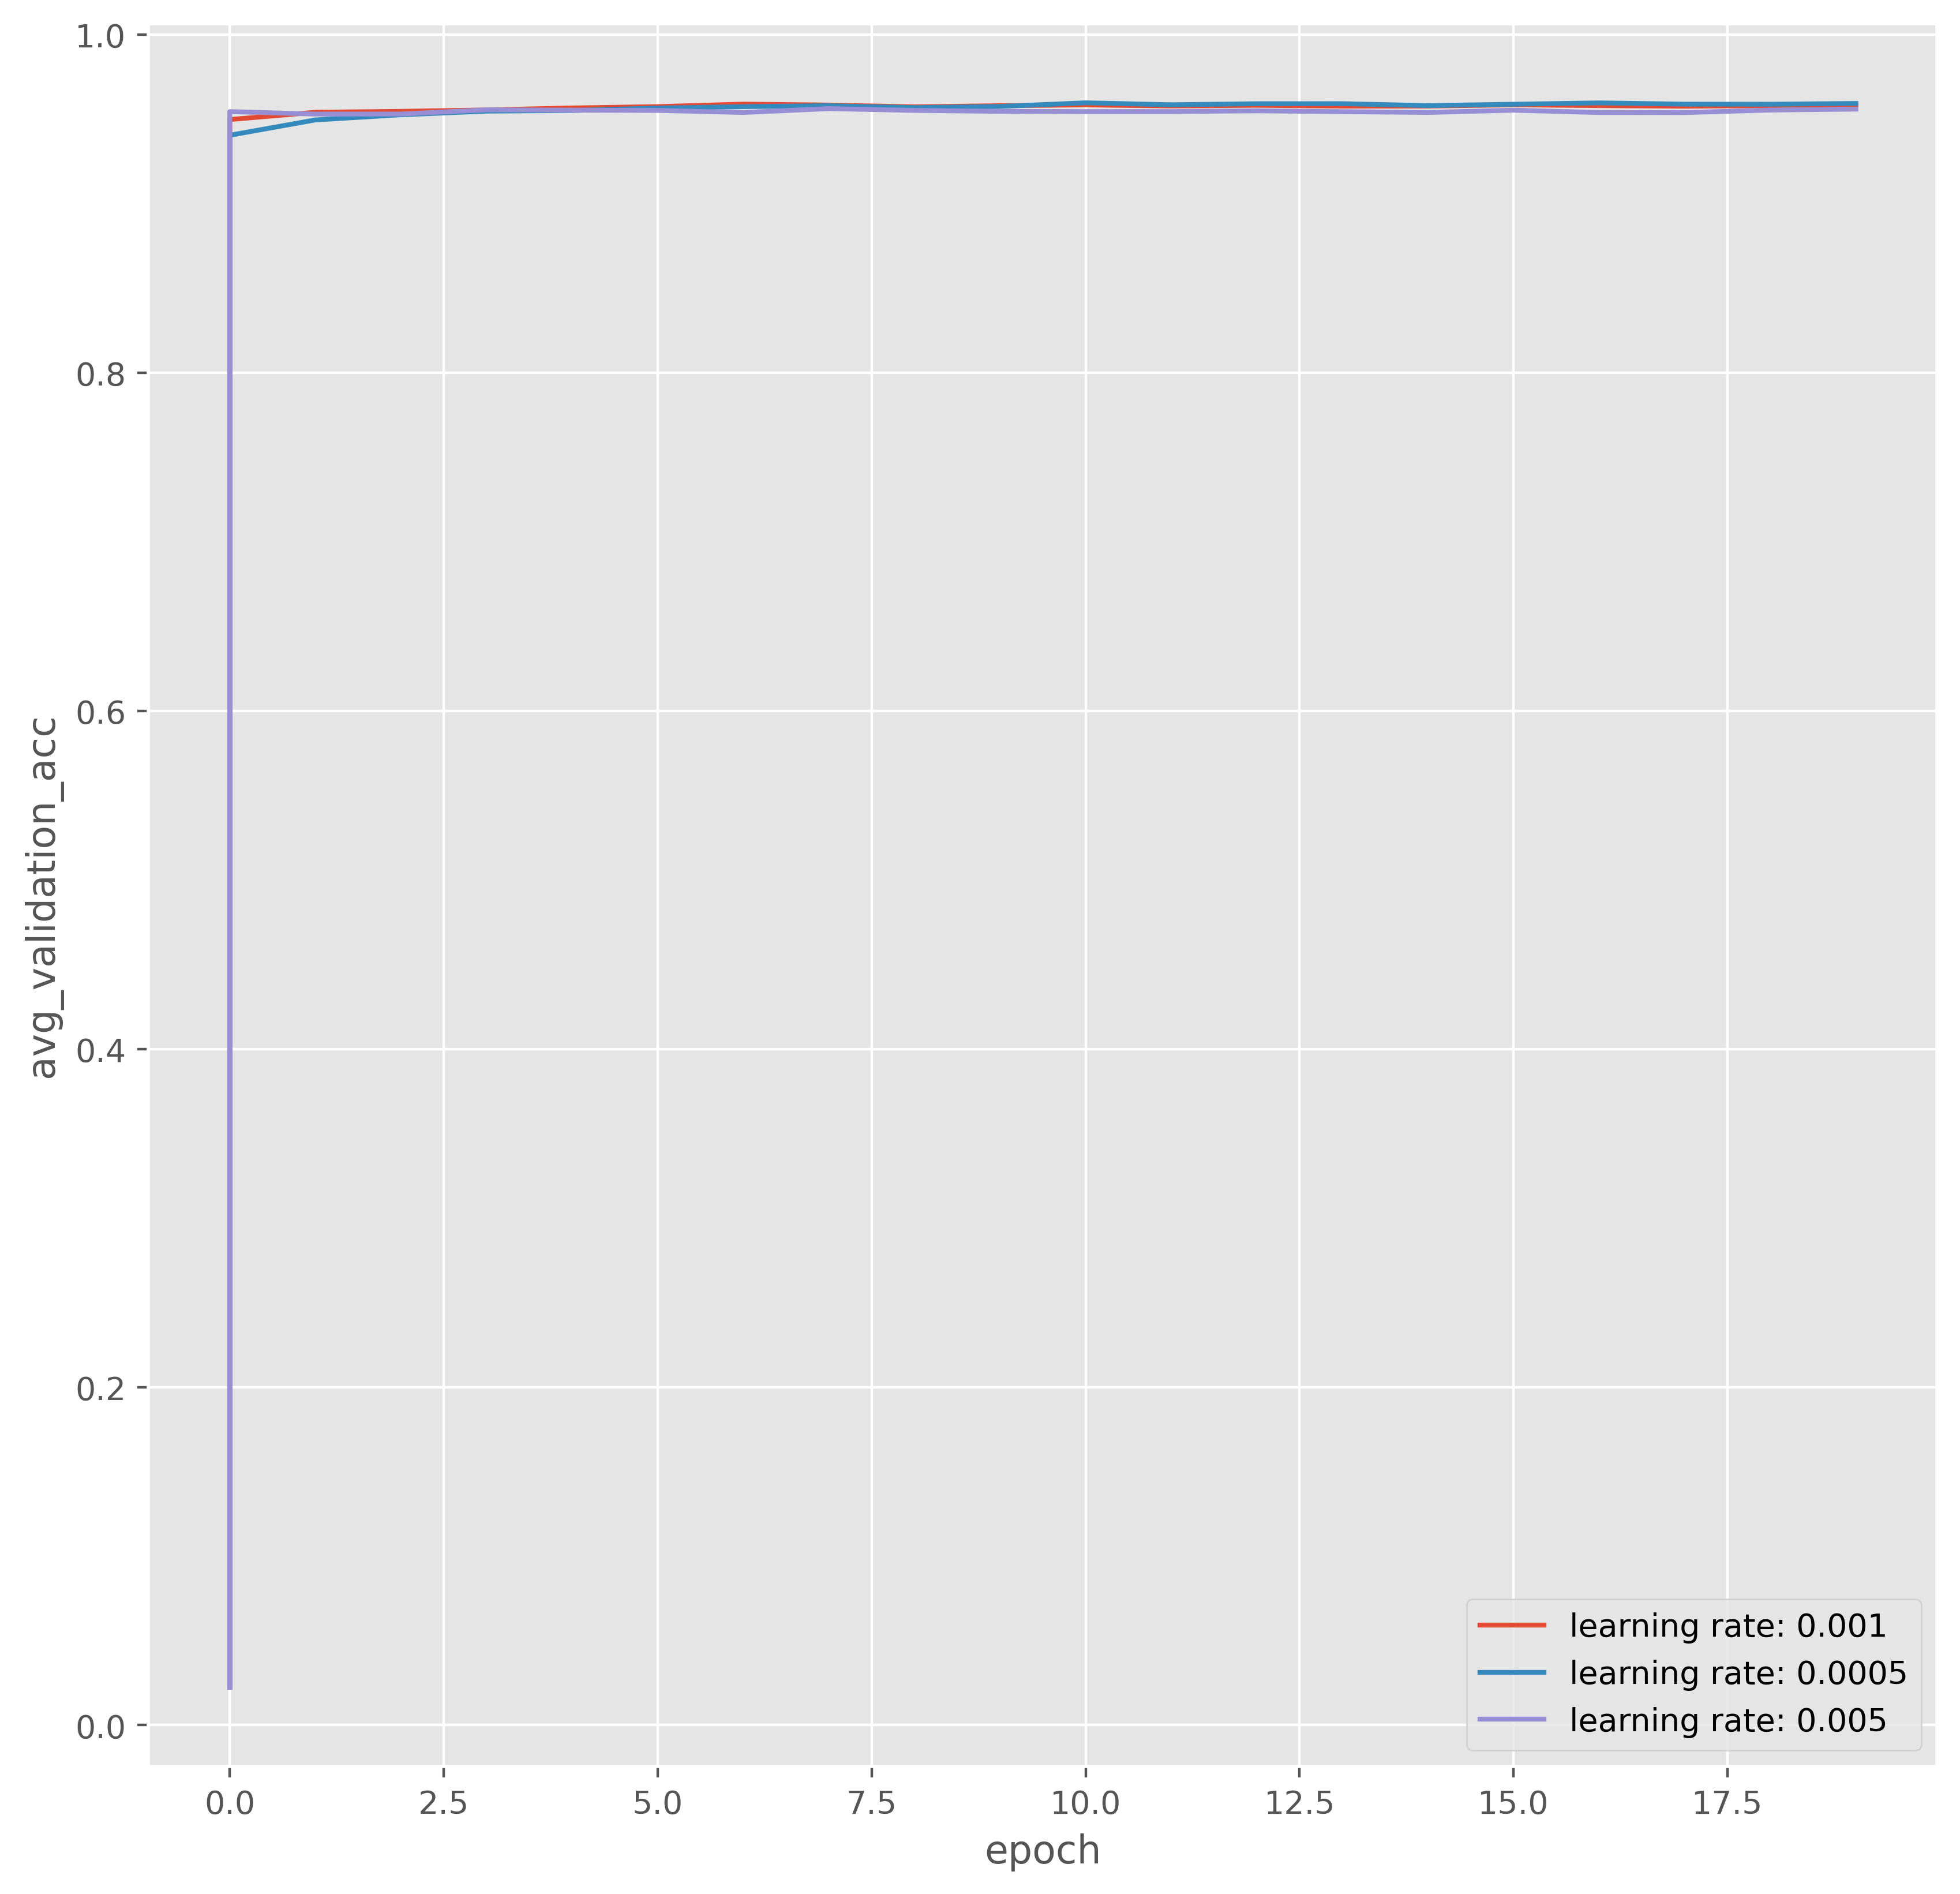 1.0
0.8
0.6
0.4
0.2
0.0
avg_validation_acc
0.0 2.5 5.0 7.5 10.0 12.5 15.0 17.5
epoch
learning rate: 0.001
learning rate: 0.0005
learning rate: 0.005